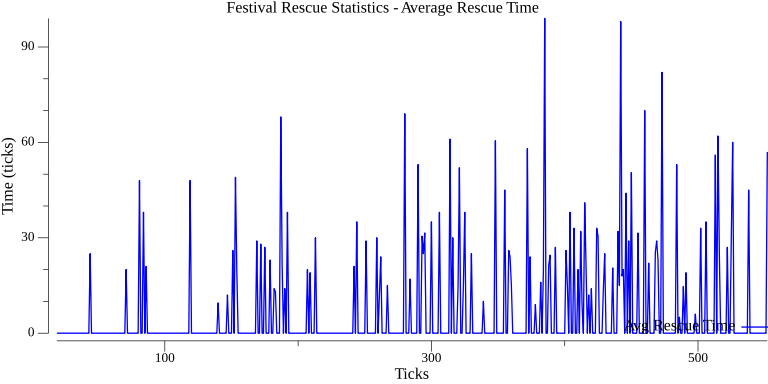 Festival Rescue Statistics - Average Rescue Time
90
60
30
0
Time (ticks)
Avg Rescue Time
100
300
500
Ticks